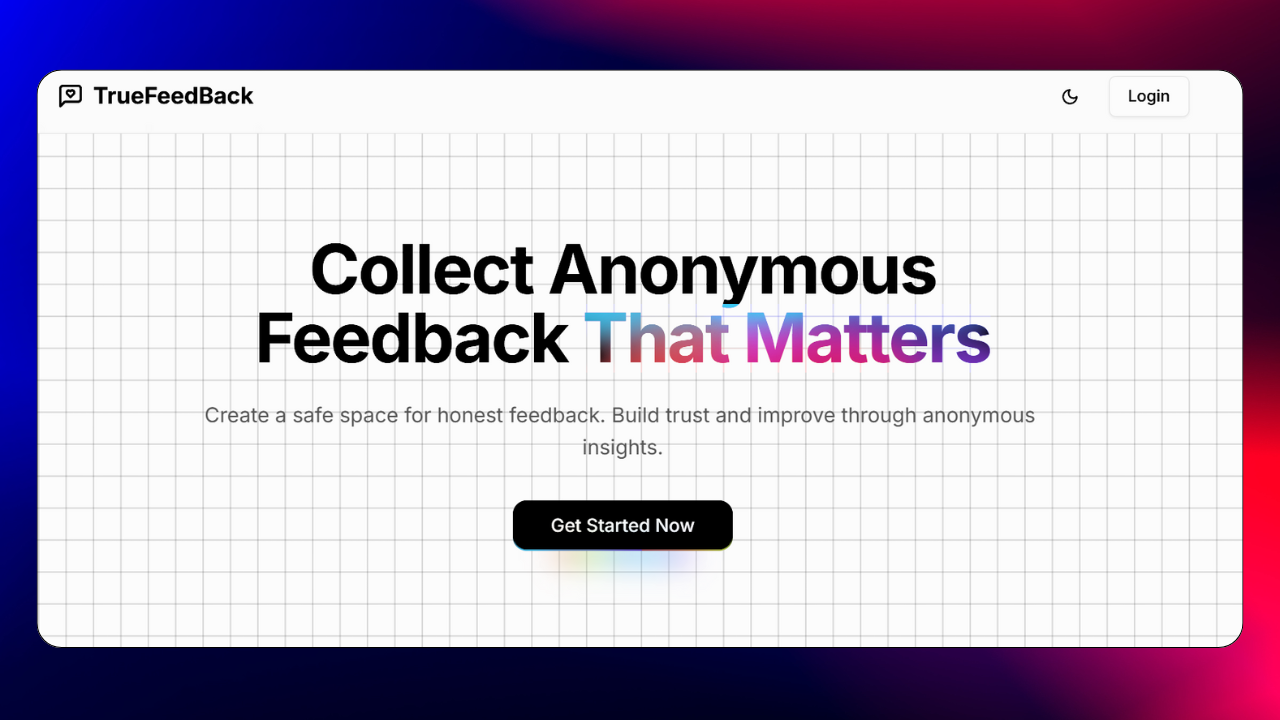 TrueFeedBack
Login
Collect Anonymous
Feedback That Matters
Create a safe space for honest feedback. Build trust and improve through anonymous
insights.
Get Started Now